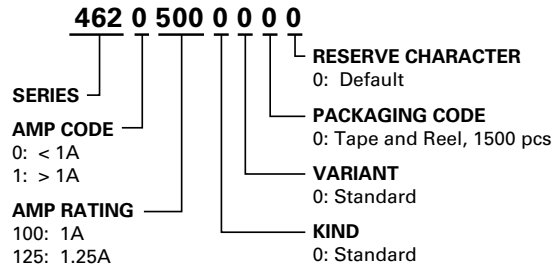 462 0 500 0 0 0 0
SERIES
AMP CODE
0: < 1A
1: > 1A
AMP RATING
100: 1A
125: 1.25A
RESERVE CHARACTER
0: Default
PACKAGING CODE
0: Tape and Reel, 1500 pcs
VARIANT
0: Standard
KIND
0: Standard